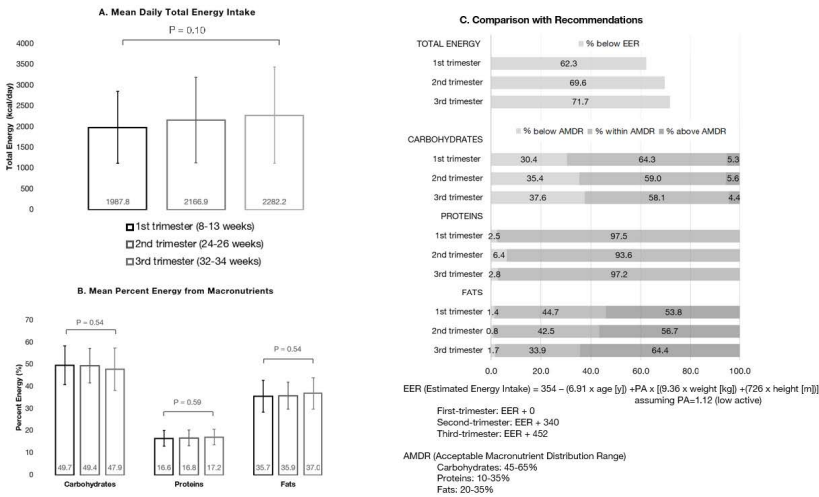 A. Mean Daily Total Energy Intake
P = 0.10
Total Energy (kcal/day)
4000
3500
3000
2500
2000
1500
1000
500
0
1987.8 2166.9 2282.2
1st trimester (8-13 weeks)
2nd trimester (24-26 weeks)
3rd trimester (32-34 weeks)
B. Mean Percent Energy from Macronutrients
Percent Energy (%)
70
60
50
40
30
20
10
0
P = 0.54
P = 0.59
P = 0.54
49.7 49.4 47.9 16.6 16.8 17.2 35.7 35.9 37.0
Carbohydrates Proteins Fats
C. Comparison with Recommendations
TOTAL ENERGY % below EER
1st trimester 62.3
2nd trimester 69.6
3rd trimester 71.7
% below AMDR % within AMDR % above AMDR
CARBOHYDRATES
1st trimester 30.4 64.3 5.3
2nd trimester 35.4 59.0 5.6
3rd trimester 37.6 58.1 4.4
PROTEINS
1st trimester 2.5 97.5
2nd trimester 6.4 93.6
3rd trimester 2.8 97.2
FATS
1st trimester 1.4 44.7 53.8
2nd trimester 0.8 42.5 56.7
3rd trimester 1.7 33.9 64.4
0.0 20.0 40.0 60.0 80.0 100.0
EER (Estimated Energy Intake) = 354 − (6.91 x age [y]) +PA x [(9.36 x weight [kg]) +(726 x height [m])]
assuming PA=1.12 (low active)
First-trimester: EER + 0
Second-trimester: EER + 340
Third-trimester: EER + 452
AMDR (Acceptable Macronutrient Distribution Range)
Carbohydrates: 45-65%
Proteins: 10-35%
Fats: 20-35%